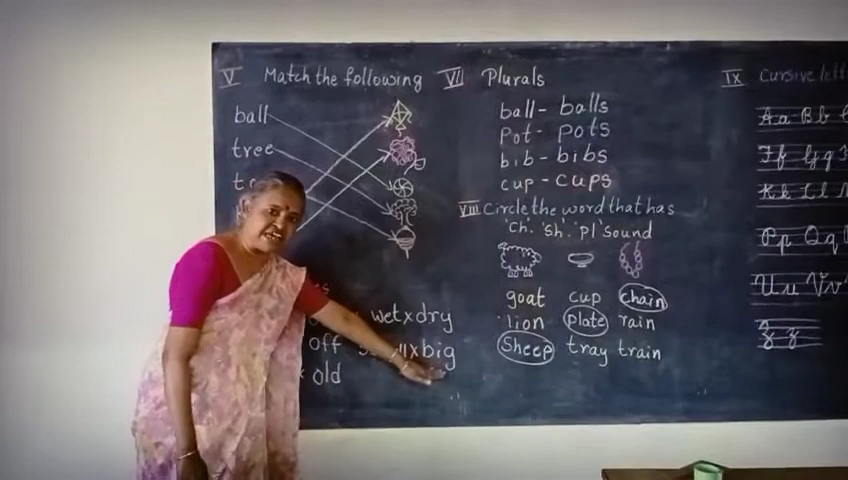 V Match the following
ball
tree
VII Plurals
ball - balls
pot - pots
bib - bibs
cup - cups
VIII Circle the word that has
'ch'. 'sh'. 'pl' sound
goat cup chain
lion plate rain
Sheep tray train
wet x dry
off
x big
old
IX Cursive lett
Aa Bb
Ff Gg
Kk Ll
Pp Qq
Uu Vv
Zz